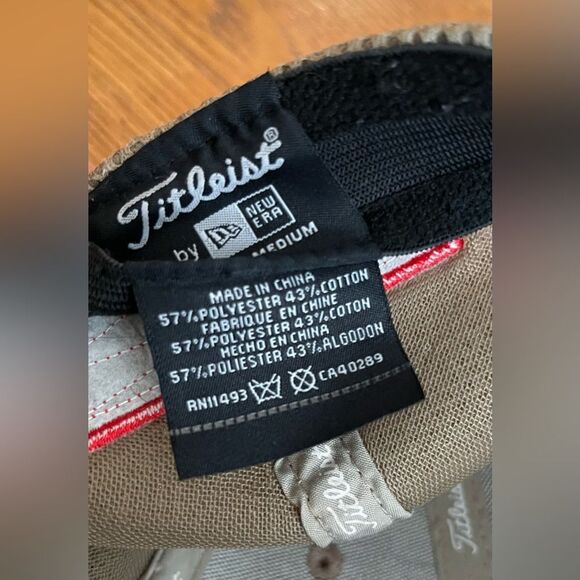 Titleist®
by NEW
ERA
MEDIUM
MADE IN CHINA
57%POLYESTER 43%COTTON
FABRIQUE EN CHINE
57%POLYESTER 43%COTON
HECHO EN CHINA
57%POLIESTER 43%ALGODON
RN11493 CA40289
Titleist